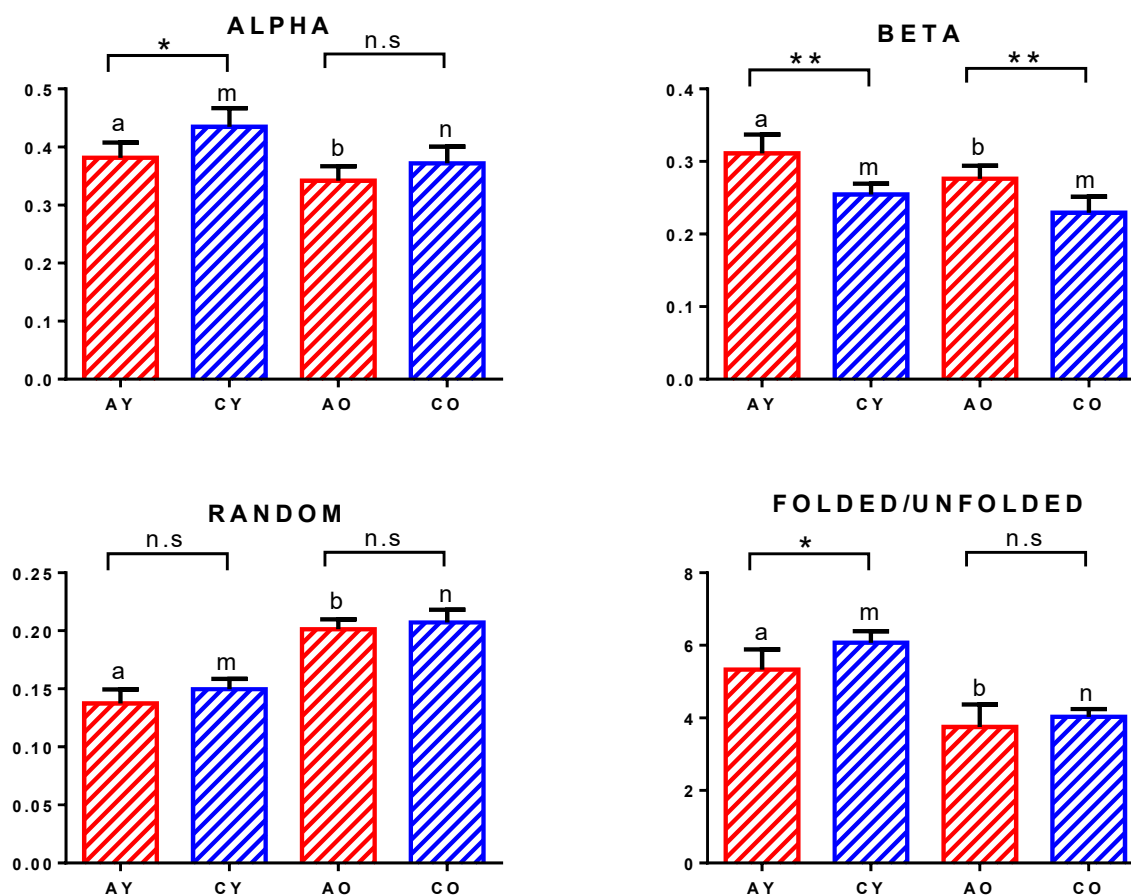 ALPHA
* n.s
0.5
0.4
0.3
0.2
0.1
0.0
a m b n
AY CY AO CO
BETA
** **
0.4
0.3
0.2
0.1
0.0
a m b m
AY CY AO CO
RANDOM
n.s n.s
0.25
0.20
0.15
0.10
0.05
0.00
a m b n
AY CY AO CO
FOLDED/UNFOLDED
* n.s
8
6
4
2
0
a m b n
AY CY AO CO